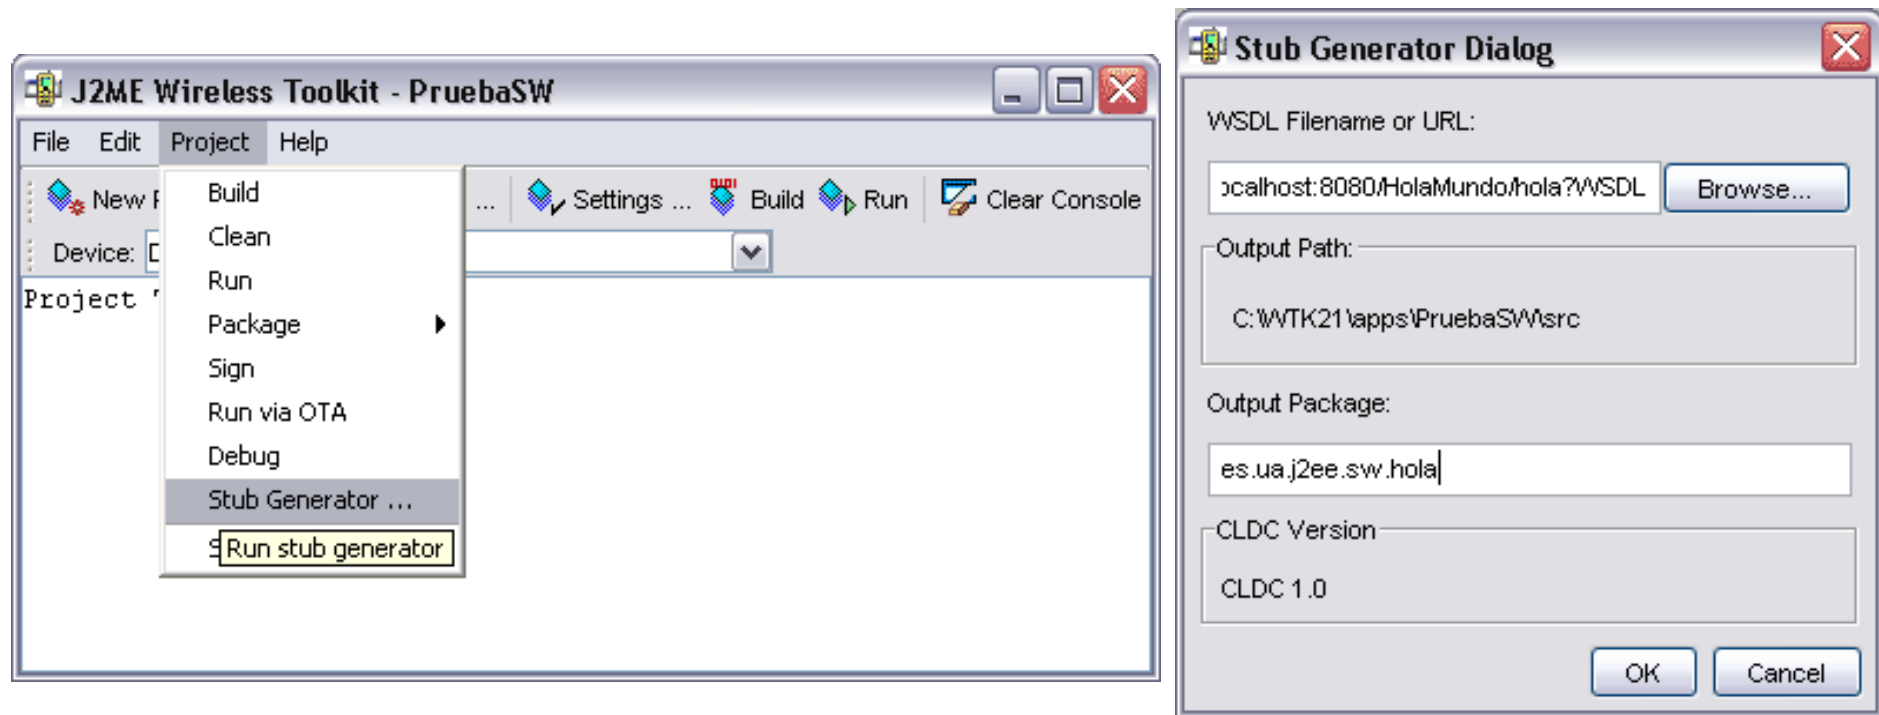 J2ME Wireless Toolkit - PruebaSW
File Edit Project Help
New ... Settings ... Build Run Clear Console
Device:
Project
Build
Clean
Run
Package
Sign
Run via OTA
Debug
Stub Generator ...
Run stub generator
Stub Generator Dialog
WSDL Filename or URL:
ocalhost:8080/HolaMundo/hola?WSDL Browse...
Output Path:
C:\WTK21\apps\PruebaSW\src
Output Package:
es.ua.j2ee.sw.hola
CLDC Version
CLDC 1.0
OK Cancel